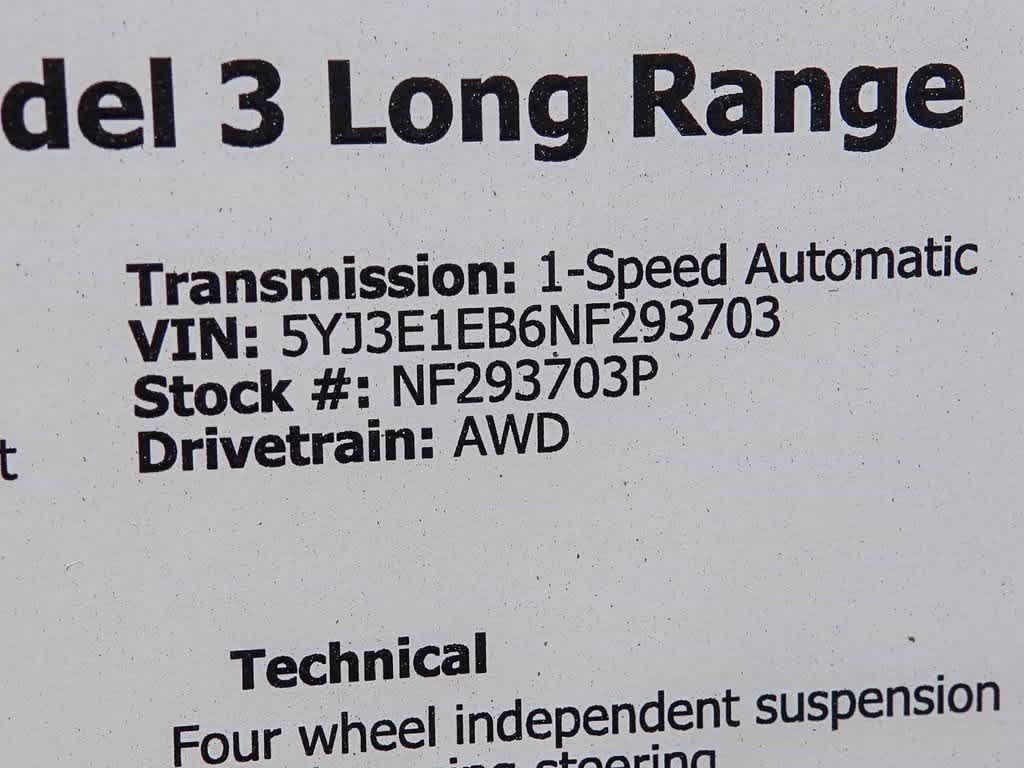 del 3 Long Range
Transmission: 1-Speed Automatic
VIN: 5YJ3E1EB6NF293703
Stock #: NF293703P
Drivetrain: AWD
t
Technical
Four wheel independent suspension
steering